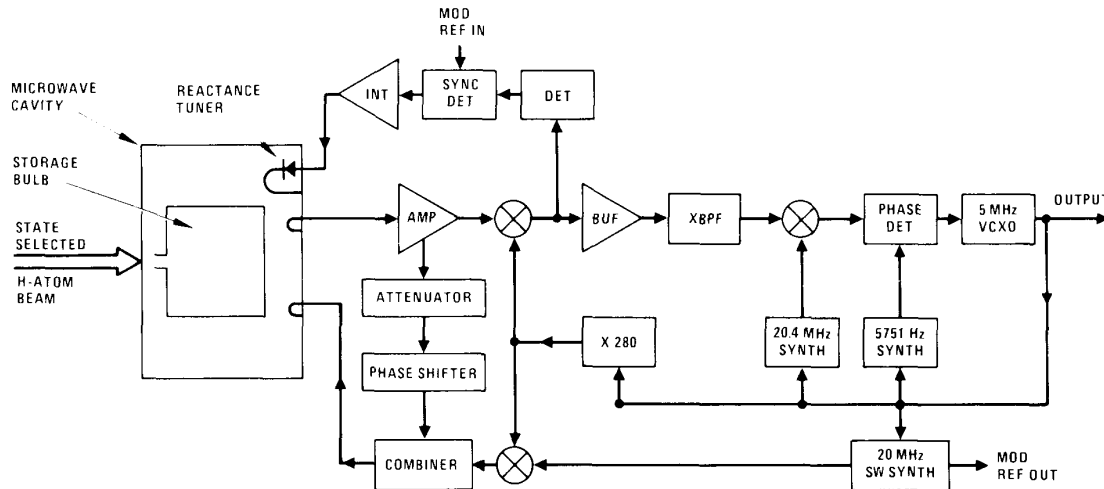 MOD
REF IN
MICROWAVE
CAVITY
REACTANCE
TUNER
INT
SYNC
DET
DET
STORAGE
BULB
STATE
SELECTED
H-ATOM
BEAM
AMP
BUF
XBPF
PHASE
DET
5 MHz
VCXO
OUTPUT
ATTENUATOR
PHASE SHIFTER
COMBINER
X 280
20.4 MHz
SYNTH
5751 Hz
SYNTH
20 MHz
SW SYNTH
MOD
REF OUT